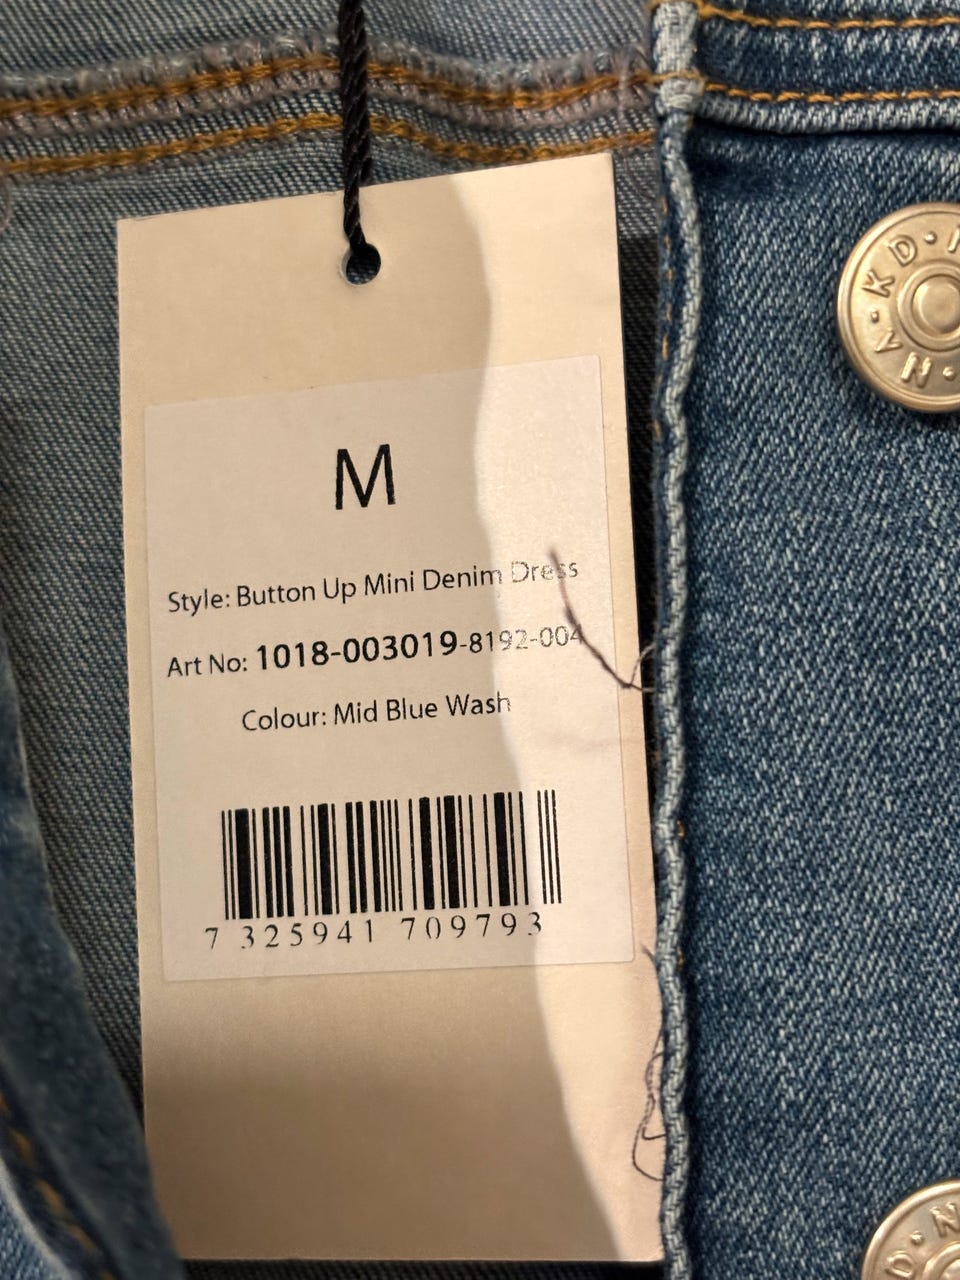 M
Style: Button Up Mini Denim Dress
Art No: 1018-003019-8192-004
Colour: Mid Blue Wash
7 325941 709793